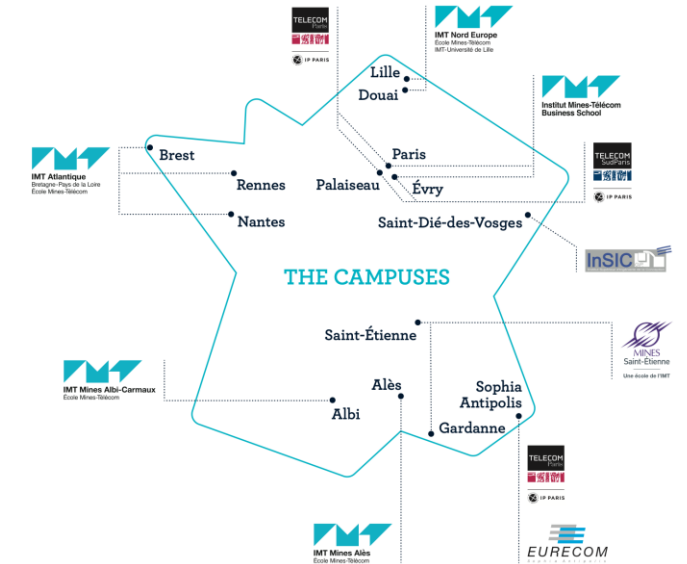 TELECOM
Paris
IP PARIS
IMT Nord Europe
École Mines-Télécom
IMT-Université de Lille
Lille
Douai
Institut Mines-Télécom
Business School
IMT Atlantique
Bretagne-Pays de la Loire
École Mines-Télécom
Brest
Rennes
Nantes
Paris
Palaiseau
Évry
TELECOM
SudParis
IP PARIS
Saint-Dié-des-Vosges
InSIC
THE CAMPUSES
Saint-Étienne
MINES
Saint-Étienne
Une école de l'IMT
IMT Mines Albi-Carmaux
École Mines-Télécom
Albi
Alès
Sophia
Antipolis
Gardanne
TELECOM
Paris
IP PARIS
IMT Mines Alès
École Mines-Télécom
EURECOM
Sophia Antipolis